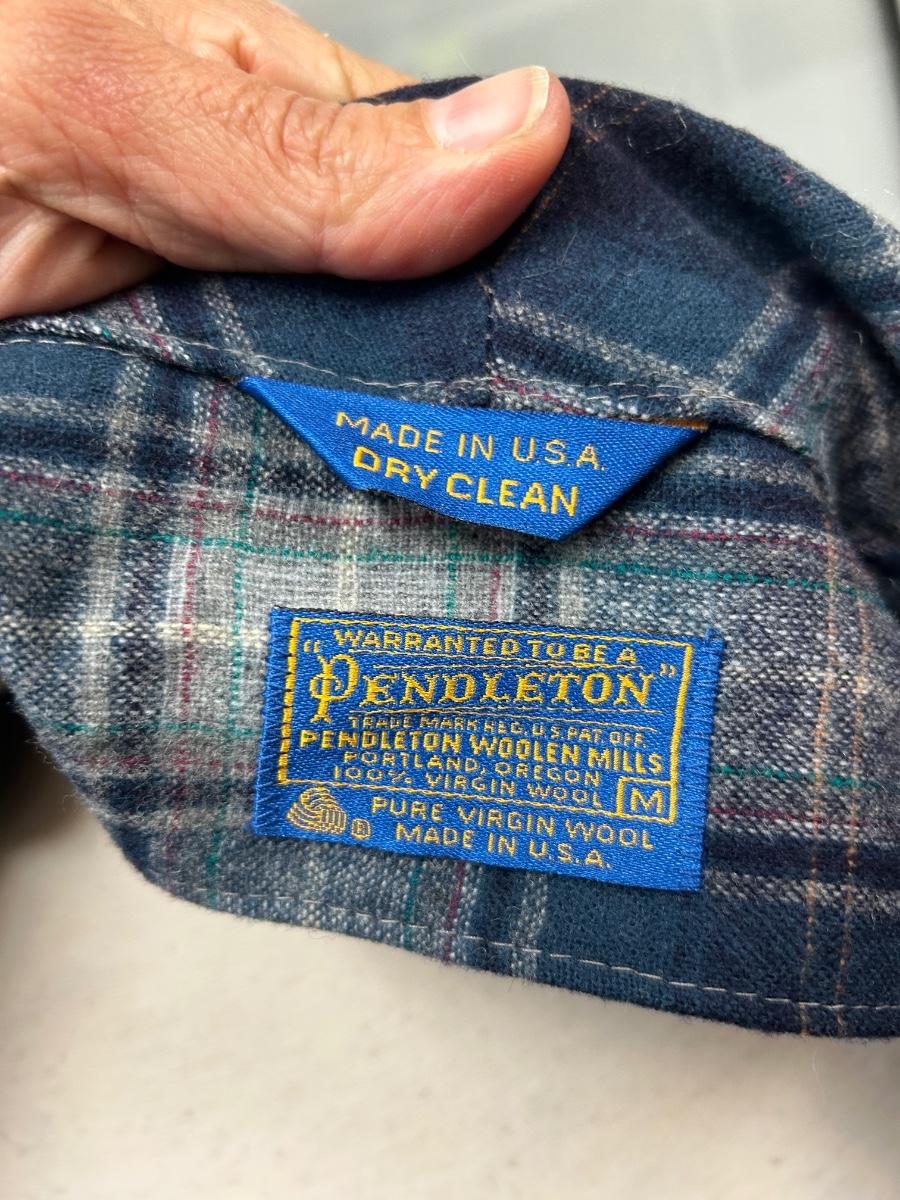 MADE IN U.S.A.
DRY CLEAN
"WARRANTED TO BE A
PENDLETON"
TRADE MARK REG. U.S. PAT. OFF.
PENDLETON WOOLEN MILLS
PORTLAND, OREGON
100% VIRGIN WOOL M
® PURE VIRGIN WOOL
MADE IN U.S.A.